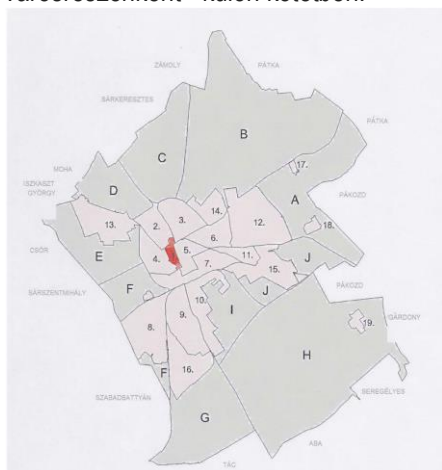 városrészenként - külön kötetben.
ZÁMOLY
PÁTKA
SÁRKERESZTES
B
PÁTKA
C
MOHA
17.
ISZKASZT
GYÖRGY
D
A
PÁKOZD
14.
3.
2.
13.
12.
18.
6.
CSÓR
E
5.
4.
11.
J
7.
15.
SÁRSZENTMIHÁLY
F
10.
J
PÁKOZD
I
9.
8.
19.
GÁRDONY
H
F
16.
SEREGÉLYES
SZABADBATTYÁN
G
ABA
TÁC